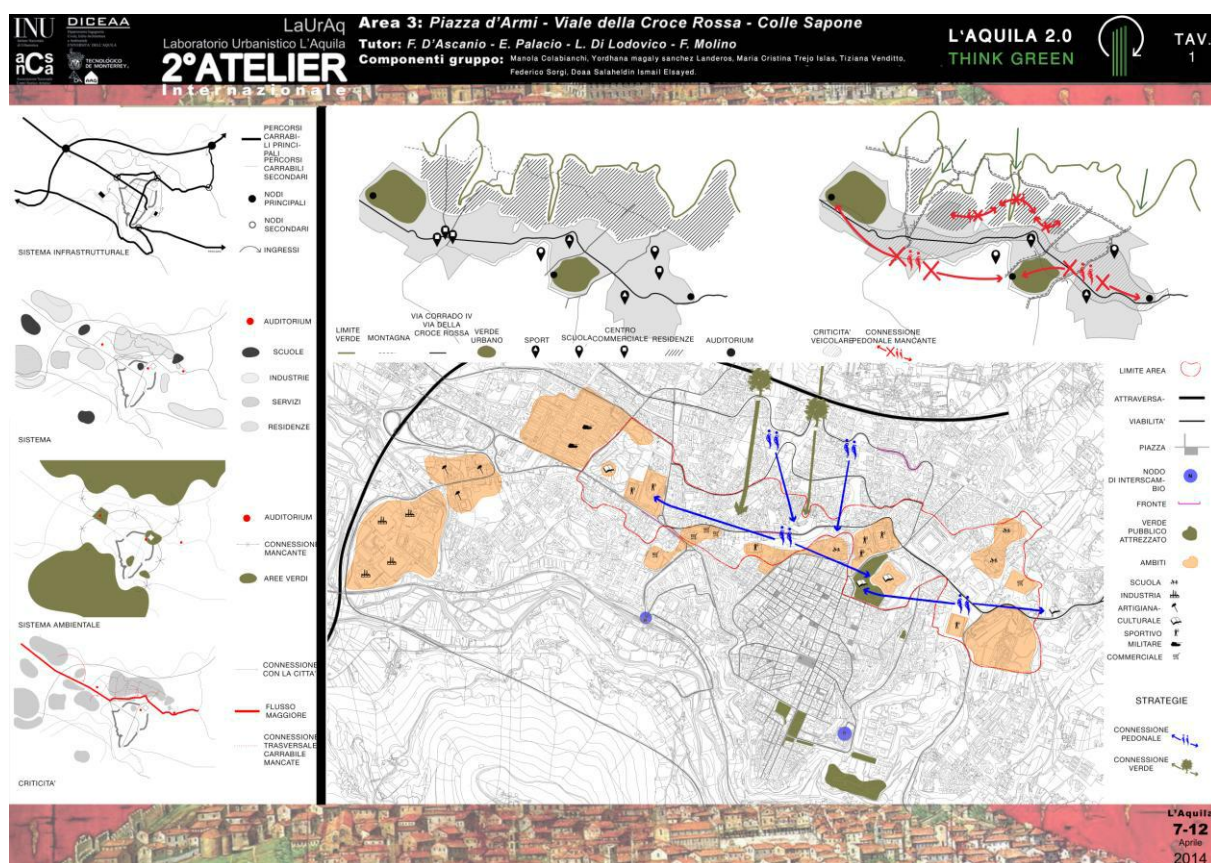 INU
DICEAA
ancsa
TECNOLÓGICO
DE MONTERREY.
LaUrAq
Laboratorio Urbanistico L'Aquila
2°ATELIER
Internazionale
Area 3: Piazza d'Armi - Viale della Croce Rossa - Colle Sapone
Tutor: F. D'Ascanio - E. Palacio - L. Di Lodovico - F. Molino
Componenti gruppo: Manola Colabianchi, Yordhana magaly sanchez Landeros, Maria Cristina Trejo Islas, Tiziana Venditto,
Federico Sorgi, Doaa Salaheldin Ismail Elsayed.
L'AQUILA 2.0
THINK GREEN
TAV.
1
PERCORSI
CARRABI-
LI PRINCI-
PALI
PERCORSI
CARRABILI
SECONDARI
NODI
PRINCIPALI
NODI
SECONDARI
INGRESSI
SISTEMA INFRASTRUTTURALE
AUDITORIUM
SCUOLE
INDUSTRIE
SERVIZI
RESIDENZE
SISTEMA
AUDITORIUM
CONNESSIONE
MANCANTE
AREE VERDI
SISTEMA AMBIENTALE
CONNESSIONE
CON LA CITTA'
FLUSSO
MAGGIORE
CONNESSIONE
TRASVERSALE
CARRABILE
MANCATE
CRITICITA'
LIMITE
VERDE
MONTAGNA
VIA CORRADO IV
VIA DELLA
CROCE ROSSA
VERDE
URBANO
SPORT
SCUOLA
CENTRO
COMMERCIALE
RESIDENZE
AUDITORIUM
CRITICITA'
VEICOLARE
CONNESSIONE
PEDONALE MANCANTE
LIMITE AREA
ATTRAVERSA-
VIABILITA'
PIAZZA
NODO
DI INTERSCAM-
BIO
FRONTE
VERDE
PUBBLICO
ATTREZZATO
AMBITI
SCUOLA
INDUSTRIA
ARTIGIANA-
CULTURALE
SPORTIVO
MILITARE
COMMERCIALE
STRATEGIE
CONNESSIONE
PEDONALE
CONNESSIONE
VERDE
L'Aquila
7-12
Aprile
2014